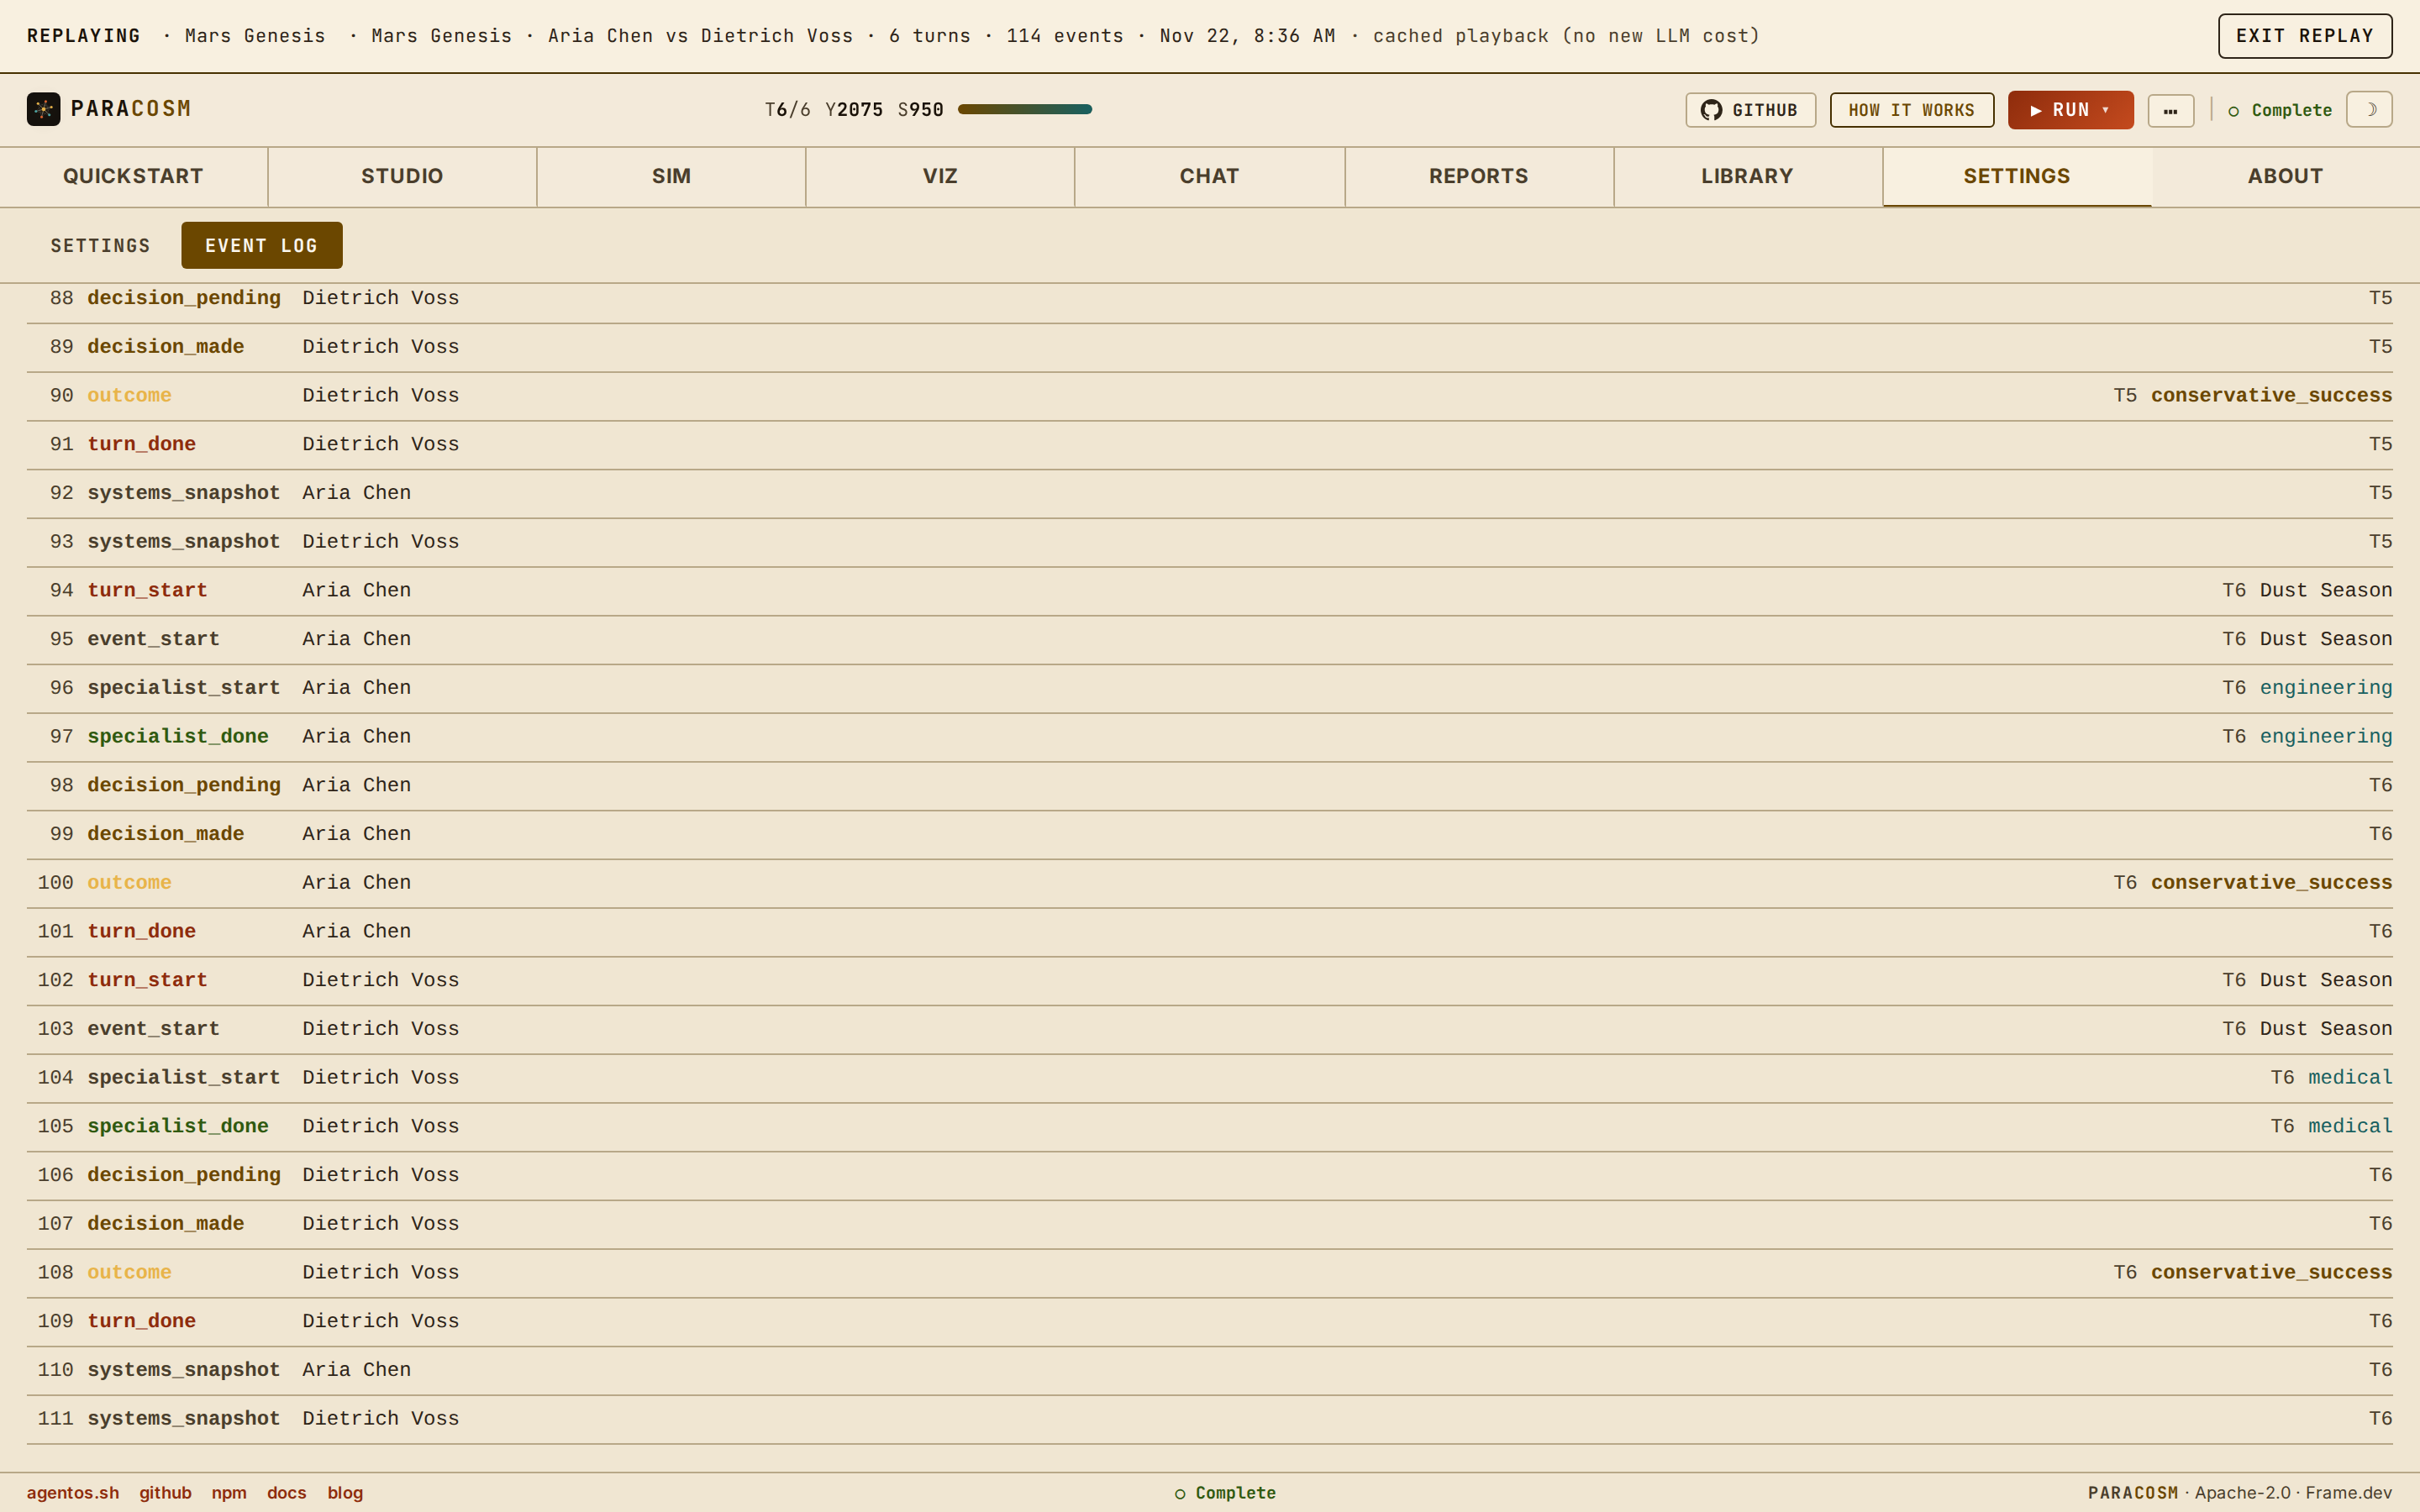 REPLAYING · Mars Genesis · Mars Genesis · Aria Chen vs Dietrich Voss · 6 turns · 114 events · Nov 22, 8:36 AM · cached playback (no new LLM cost) EXIT REPLAY
PARACOSM T6/6 Y2075 S950 GITHUB HOW IT WORKS ▶ RUN ▾ … ○ Complete ☽
QUICKSTART STUDIO SIM VIZ CHAT REPORTS LIBRARY SETTINGS ABOUT
SETTINGS EVENT LOG
88 decision_pending Dietrich Voss T5
89 decision_made Dietrich Voss T5
90 outcome Dietrich Voss T5 conservative_success
91 turn_done Dietrich Voss T5
92 systems_snapshot Aria Chen T5
93 systems_snapshot Dietrich Voss T5
94 turn_start Aria Chen T6 Dust Season
95 event_start Aria Chen T6 Dust Season
96 specialist_start Aria Chen T6 engineering
97 specialist_done Aria Chen T6 engineering
98 decision_pending Aria Chen T6
99 decision_made Aria Chen T6
100 outcome Aria Chen T6 conservative_success
101 turn_done Aria Chen T6
102 turn_start Dietrich Voss T6 Dust Season
103 event_start Dietrich Voss T6 Dust Season
104 specialist_start Dietrich Voss T6 medical
105 specialist_done Dietrich Voss T6 medical
106 decision_pending Dietrich Voss T6
107 decision_made Dietrich Voss T6
108 outcome Dietrich Voss T6 conservative_success
109 turn_done Dietrich Voss T6
110 systems_snapshot Aria Chen T6
111 systems_snapshot Dietrich Voss T6
agentos.sh github npm docs blog ○ Complete PARACOSM · Apache-2.0 · Frame.dev